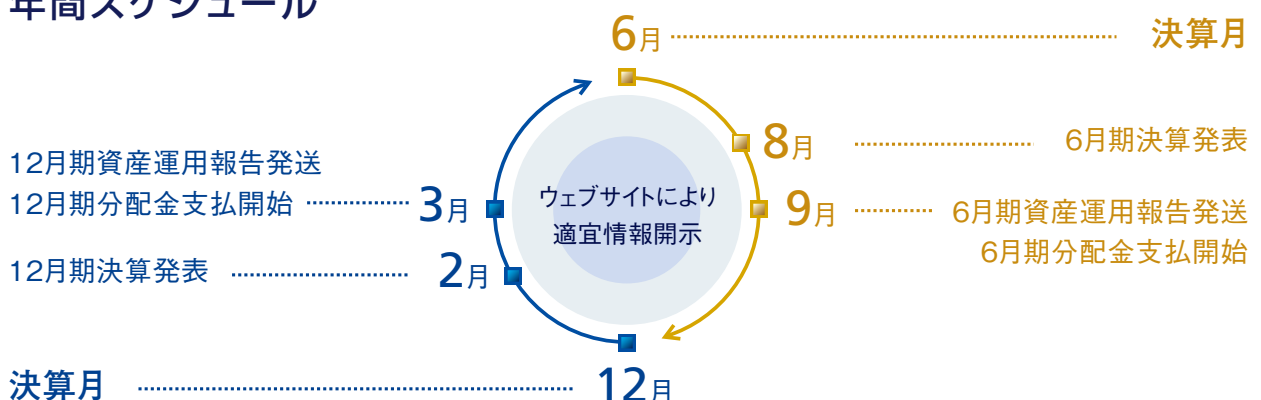 年間スケジュール
6月
決算月
8月
6月期決算発表
9月
6月期資産運用報告発送
6月期分配金支払開始
ウェブサイトにより
適宜情報開示
12月期資産運用報告発送
12月期分配金支払開始
3月
12月期決算発表
2月
決算月
12月